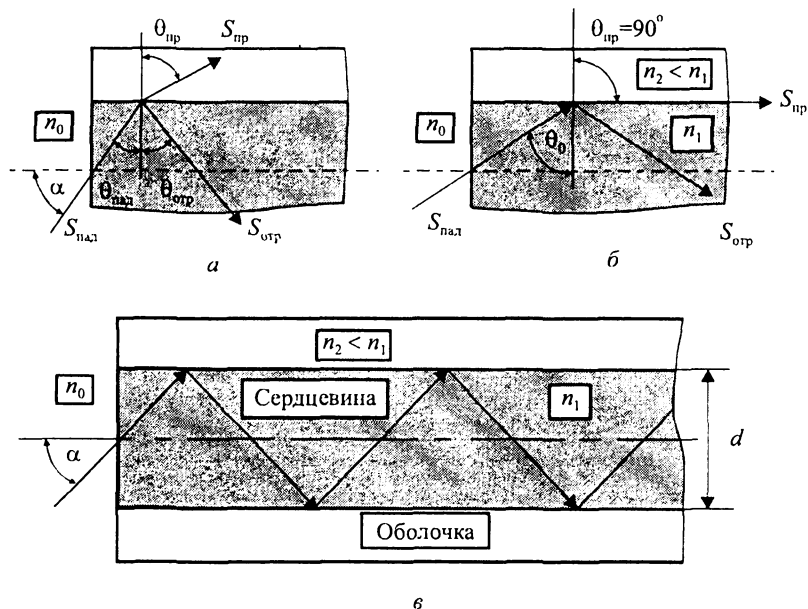 θпр
Sпр
n₀
α
θпад
θотр
Sпад
Sотр
а
θпр=90°
n₂ < n₁
Sпр
n₀
n₁
θ₀
Sпад
Sотр
б
n₂ < n₁
n₀
Сердцевина
n₁
α
d
Оболочка
в